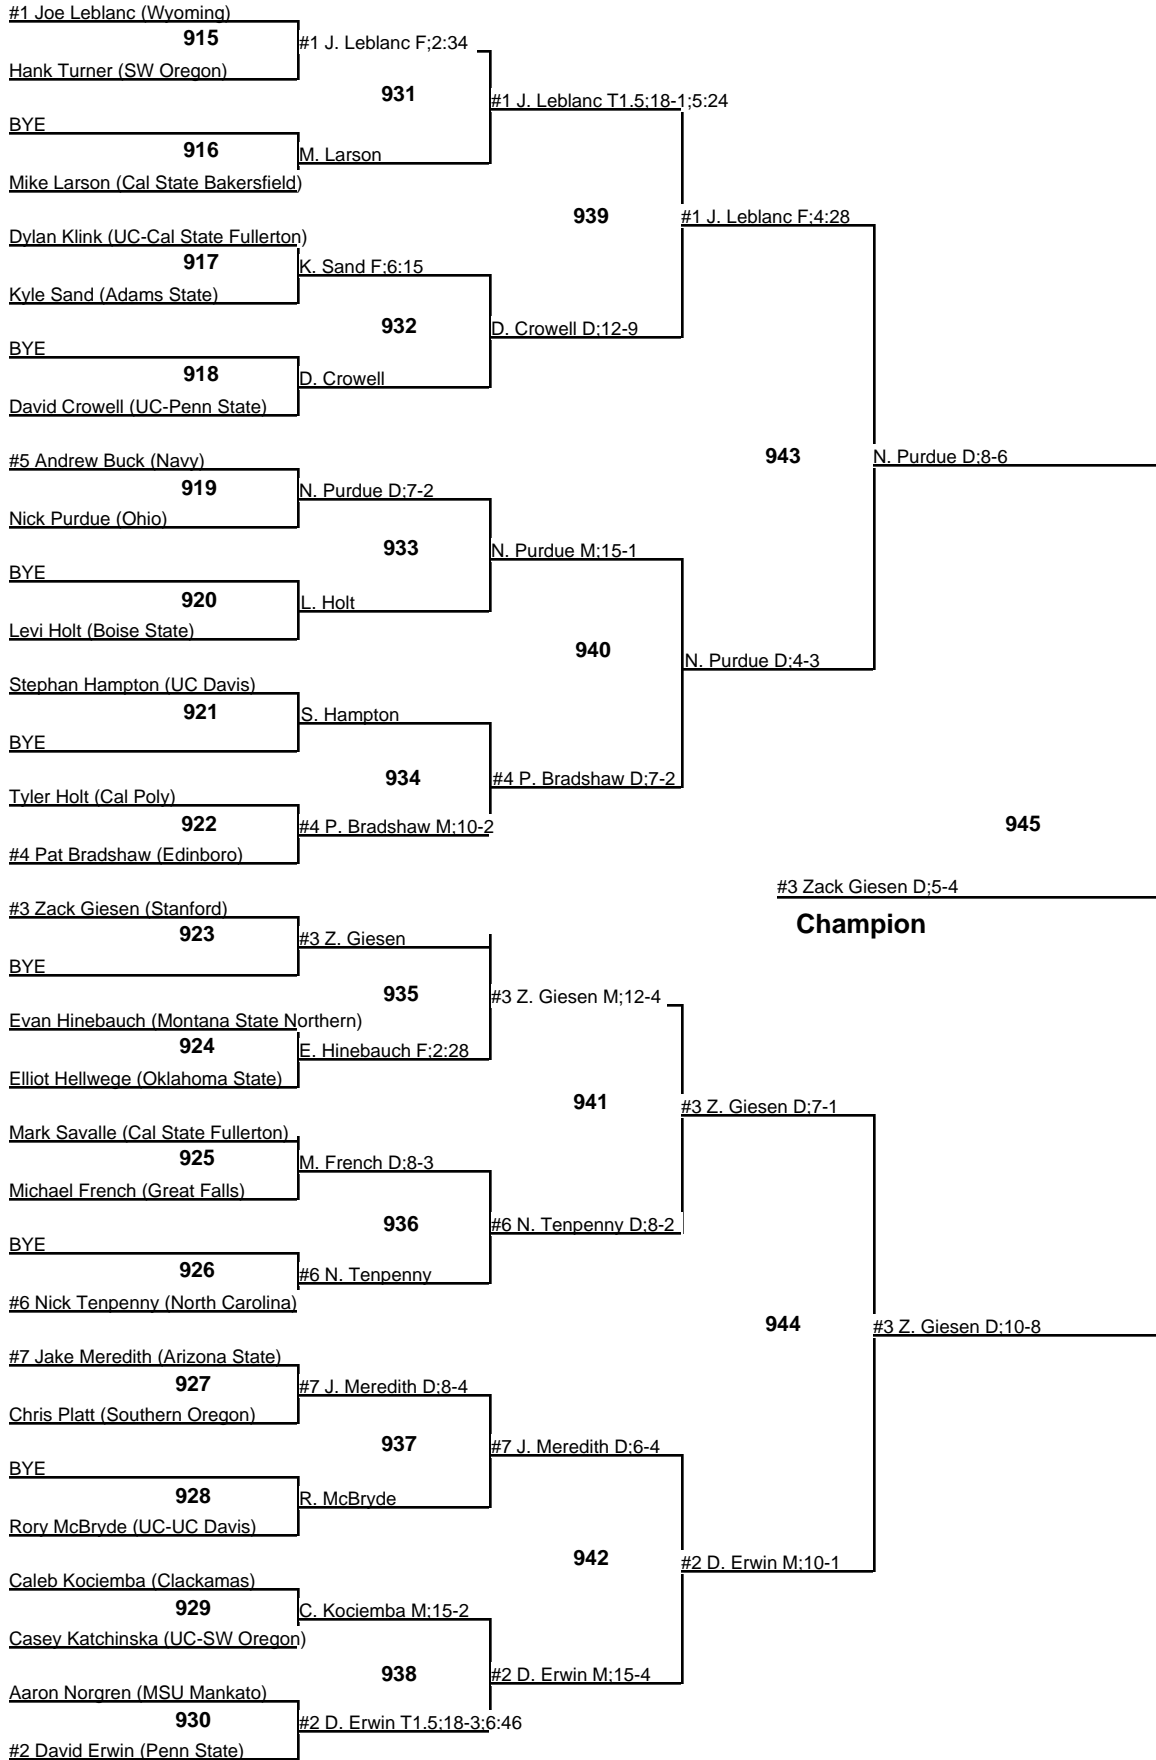 #1 Joe Leblanc (Wyoming)
915
#1 J. Leblanc F;2:34
Hank Turner (SW Oregon)
931
#1 J. Leblanc T1.5;18-1;5:24
BYE
916
M. Larson
Mike Larson (Cal State Bakersfield)
939
#1 J. Leblanc F;4:28
Dylan Klink (UC-Cal State Fullerton)
917
K. Sand F;6:15
Kyle Sand (Adams State)
932
D. Crowell D;12-9
BYE
918
D. Crowell
David Crowell (UC-Penn State)
943
N. Purdue D;8-6
#5 Andrew Buck (Navy)
919
N. Purdue D;7-2
Nick Purdue (Ohio)
933
N. Purdue M;15-1
BYE
920
L. Holt
Levi Holt (Boise State)
940
N. Purdue D;4-3
Stephan Hampton (UC Davis)
921
S. Hampton
BYE
934
#4 P. Bradshaw D;7-2
Tyler Holt (Cal Poly)
922
#4 P. Bradshaw M;10-2
#4 Pat Bradshaw (Edinboro)
945
#3 Zack Giesen D;5-4
Champion
#3 Zack Giesen (Stanford)
923
#3 Z. Giesen
BYE
935
#3 Z. Giesen M;12-4
Evan Hinebauch (Montana State Northern)
924
E. Hinebauch F;2:28
Elliot Hellwege (Oklahoma State)
941
#3 Z. Giesen D;7-1
Mark Savalle (Cal State Fullerton)
925
M. French D;8-3
Michael French (Great Falls)
936
#6 N. Tenpenny D;8-2
BYE
926
#6 N. Tenpenny
#6 Nick Tenpenny (North Carolina)
944
#3 Z. Giesen D;10-8
#7 Jake Meredith (Arizona State)
927
#7 J. Meredith D;8-4
Chris Platt (Southern Oregon)
937
#7 J. Meredith D;6-4
BYE
928
R. McBryde
Rory McBryde (UC-UC Davis)
942
#2 D. Erwin M;10-1
Caleb Kociemba (Clackamas)
929
C. Kociemba M;15-2
Casey Katchinska (UC-SW Oregon)
938
#2 D. Erwin M;15-4
Aaron Norgren (MSU Mankato)
930
#2 D. Erwin T1.5;18-3;6:46
#2 David Erwin (Penn State)